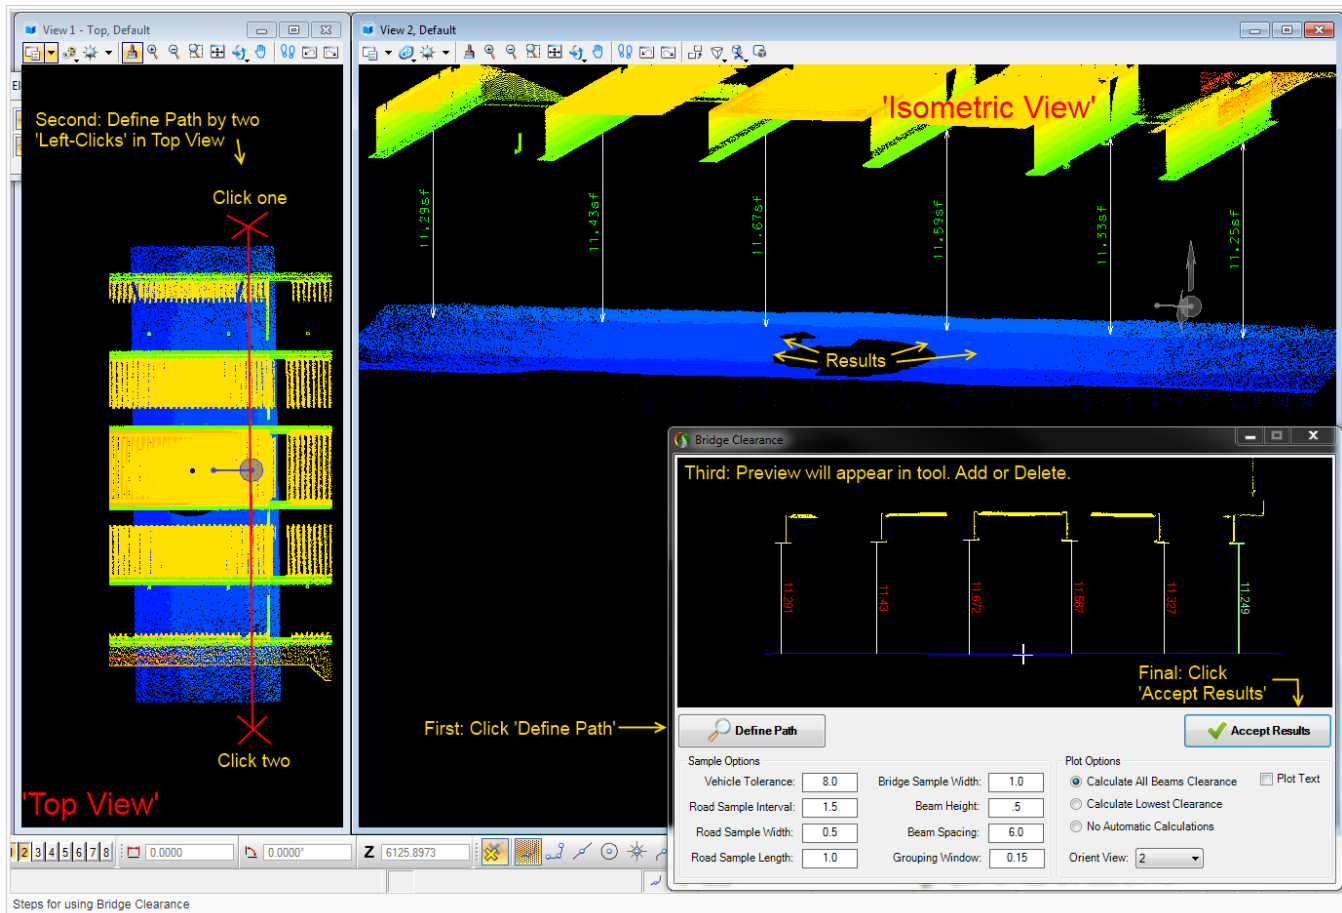 View 1 - Top, Default
View 2, Default
El
Second: Define Path by two
'Left-Clicks' in Top View
Click one
Click two
'Top View'
'Isometric View'
11.29sf
11.43sf
11.67sf
11.59sf
11.33sf
11.25sf
Results
First: Click 'Define Path'
Bridge Clearance
Third: Preview will appear in tool. Add or Delete.
11.291
11.43
11.672
11.587
11.327
11.249
Final: Click
'Accept Results'
Define Path
Accept Results
Sample Options
Vehicle Tolerance: 8.0
Bridge Sample Width: 1.0
Road Sample Interval: 1.5
Beam Height: .5
Road Sample Width: 0.5
Beam Spacing: 6.0
Road Sample Length: 1.0
Grouping Window: 0.15
Plot Options
Calculate All Beams Clearance
Plot Text
Calculate Lowest Clearance
No Automatic Calculations
Orient View: 2
1 2 3 4 5 6 7 8
0.0000
0.0000°
Z 6125.8973
Steps for using Bridge Clearance